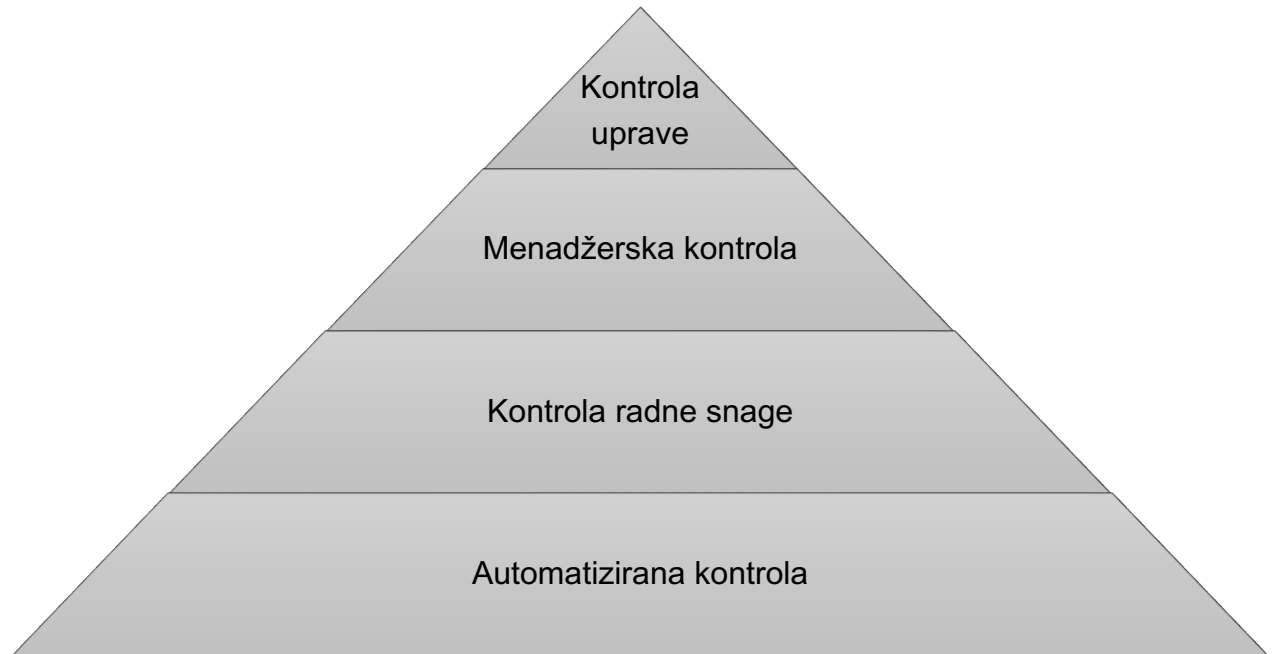 Kontrola
uprave
Menadžerska kontrola
Kontrola radne snage
Automatizirana kontrola